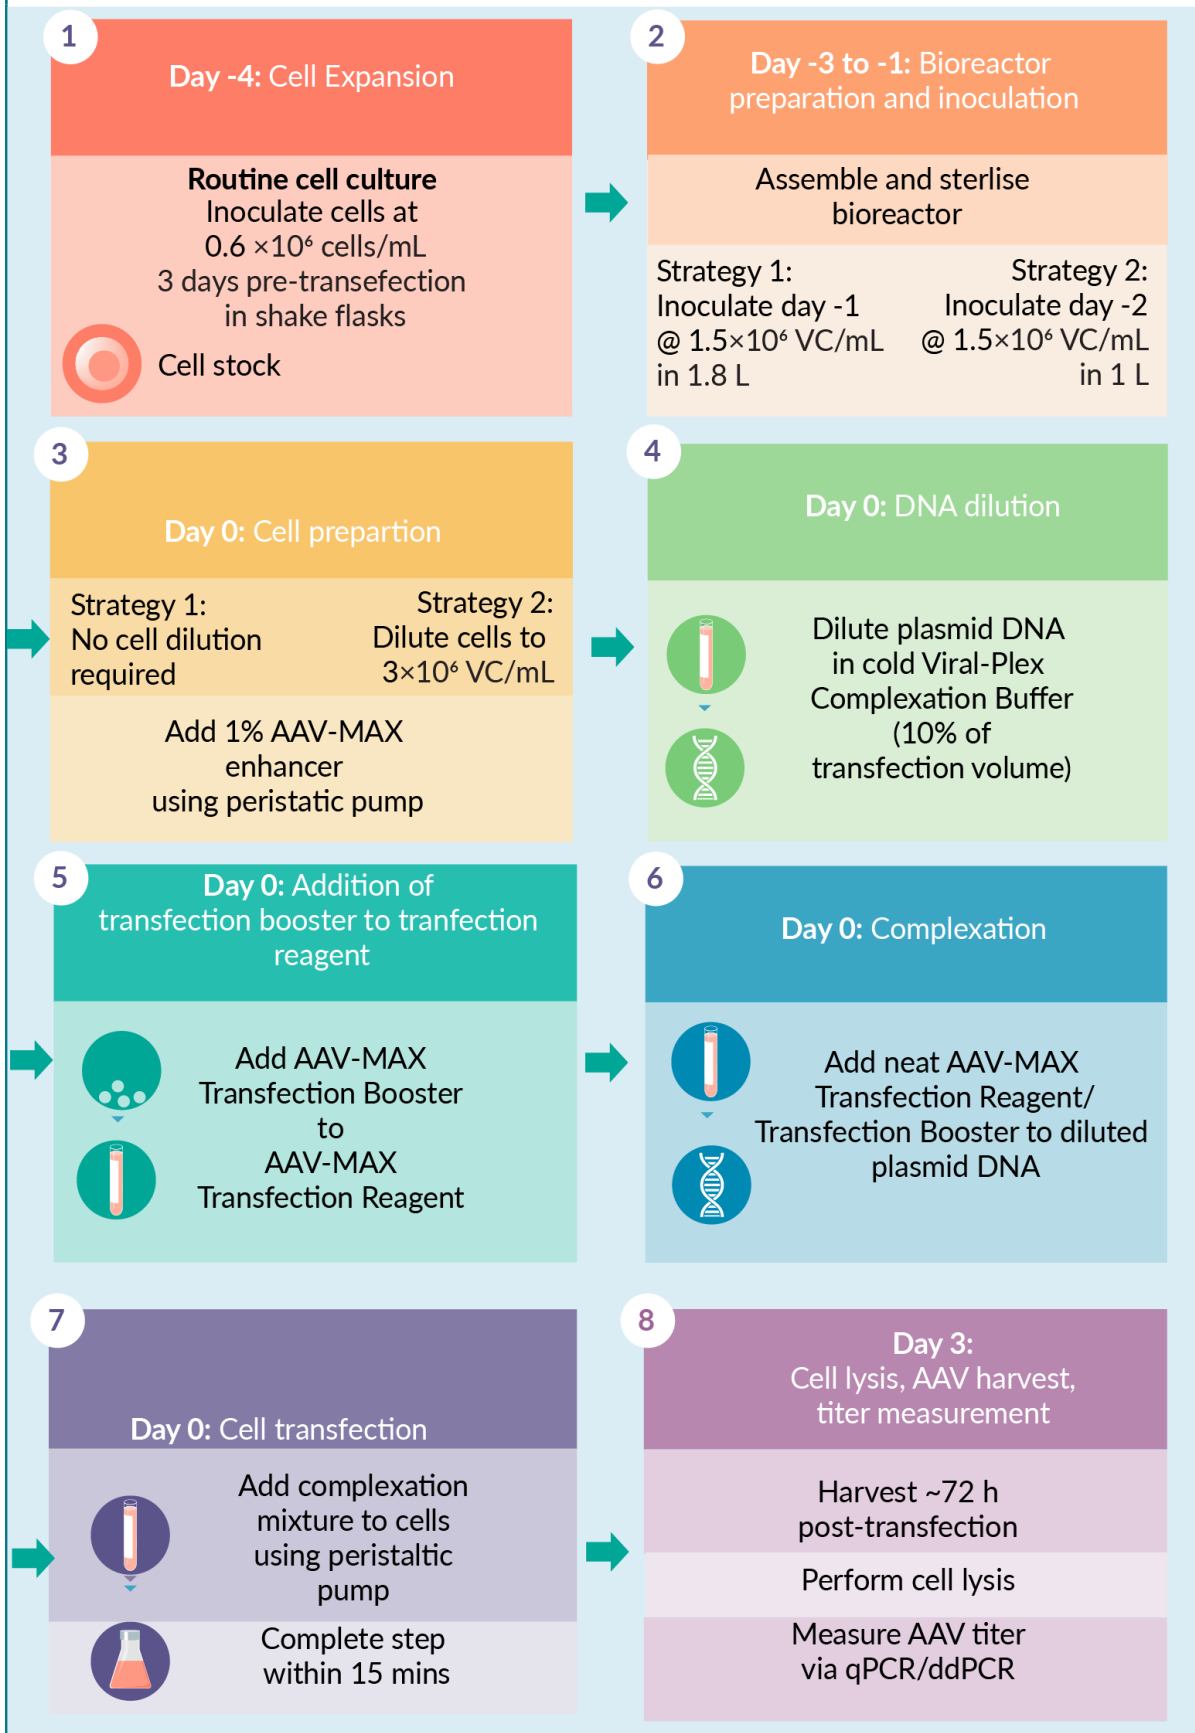 1
Day -4: Cell Expansion
Routine cell culture
Inoculate cells at
0.6 ×10⁶ cells/mL
3 days pre-transefection
in shake flasks
Cell stock
2
Day -3 to -1: Bioreactor
preparation and inoculation
Assemble and sterlise
bioreactor
Strategy 1:
Inoculate day -1
@ 1.5×10⁶ VC/mL
in 1.8 L
Strategy 2:
Inoculate day -2
@ 1.5×10⁶ VC/mL
in 1 L
3
Day 0: Cell prepartion
Strategy 1:
No cell dilution
required
Strategy 2:
Dilute cells to
3×10⁶ VC/mL
Add 1% AAV-MAX
enhancer
using peristatic pump
4
Day 0: DNA dilution
Dilute plasmid DNA
in cold Viral-Plex
Complexation Buffer
(10% of
transfection volume)
5
Day 0: Addition of
transfection booster to tranfection
reagent
Add AAV-MAX
Transfection Booster
to
AAV-MAX
Transfection Reagent
6
Day 0: Complexation
Add neat AAV-MAX
Transfection Reagent/
Transfection Booster to diluted
plasmid DNA
7
Day 0: Cell transfection
Add complexation
mixture to cells
using peristaltic
pump
Complete step
within 15 mins
8
Day 3:
Cell lysis, AAV harvest,
titer measurement
Harvest ~72 h
post-transfection
Perform cell lysis
Measure AAV titer
via qPCR/ddPCR